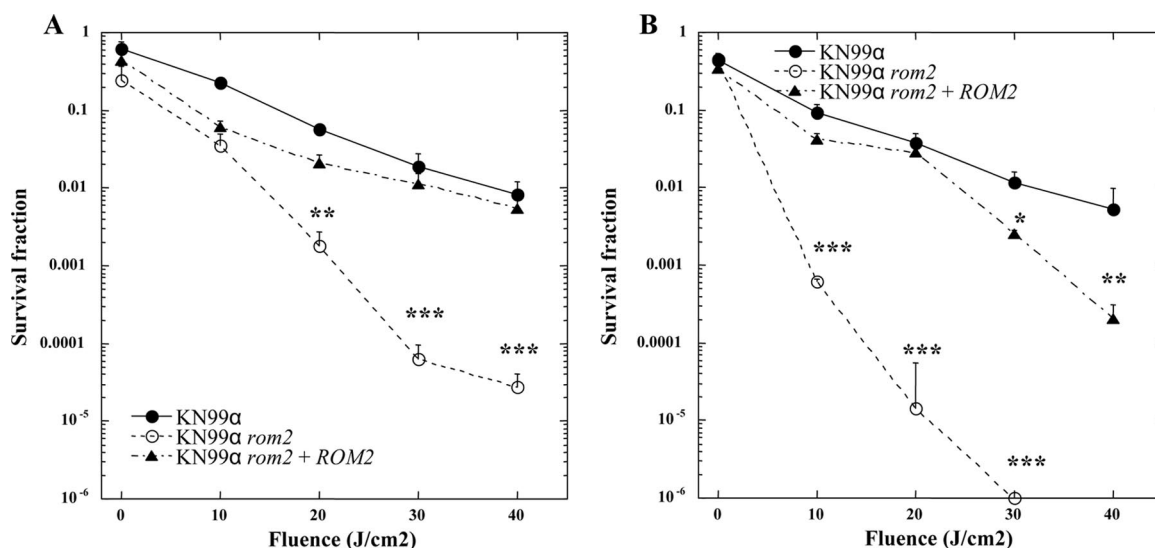 A
Survival fraction
1
0.1
0.01
0.001
0.0001
10-5
10-6
**
***
***
KN99α
KN99α rom2
KN99α rom2 + ROM2
0 10 20 30 40
Fluence (J/cm2)
B
Survival fraction
1
0.1
0.01
0.001
0.0001
10-5
10-6
KN99α
KN99α rom2
KN99α rom2 + ROM2
***
*
**
***
***
0 10 20 30 40
Fluence (J/cm2)